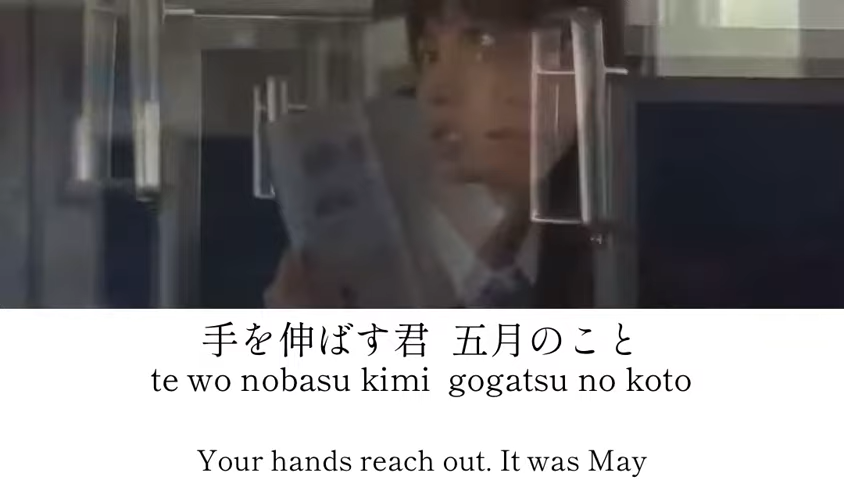 手を伸ばす君 五月のこと
te wo nobasu kimi gogatsu no koto
Your hands reach out. It was May